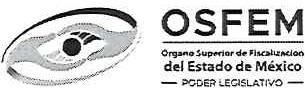 OSFEM
Órgano Superior de Fiscalización
del Estado de México
PODER LEGISLATIVO